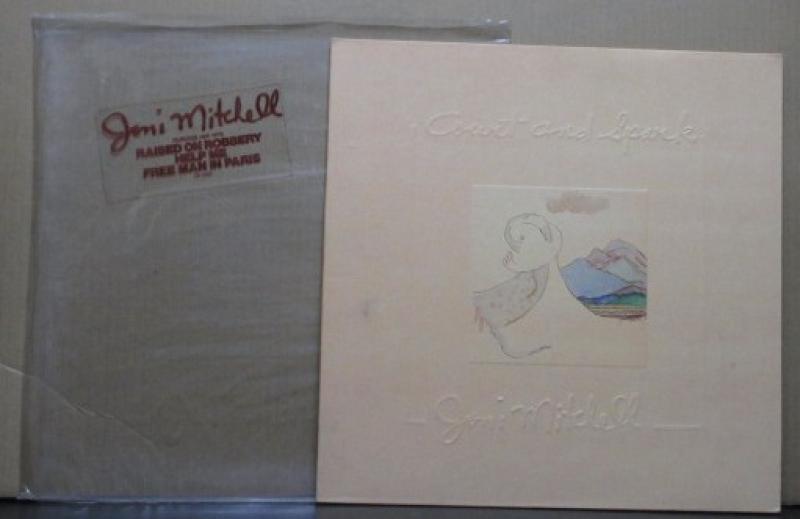 Joni Mitchell
RAISED ON ROBBERY
HELP ME
FREE MAN IN PARIS
Court and Spark
Joni Mitchell